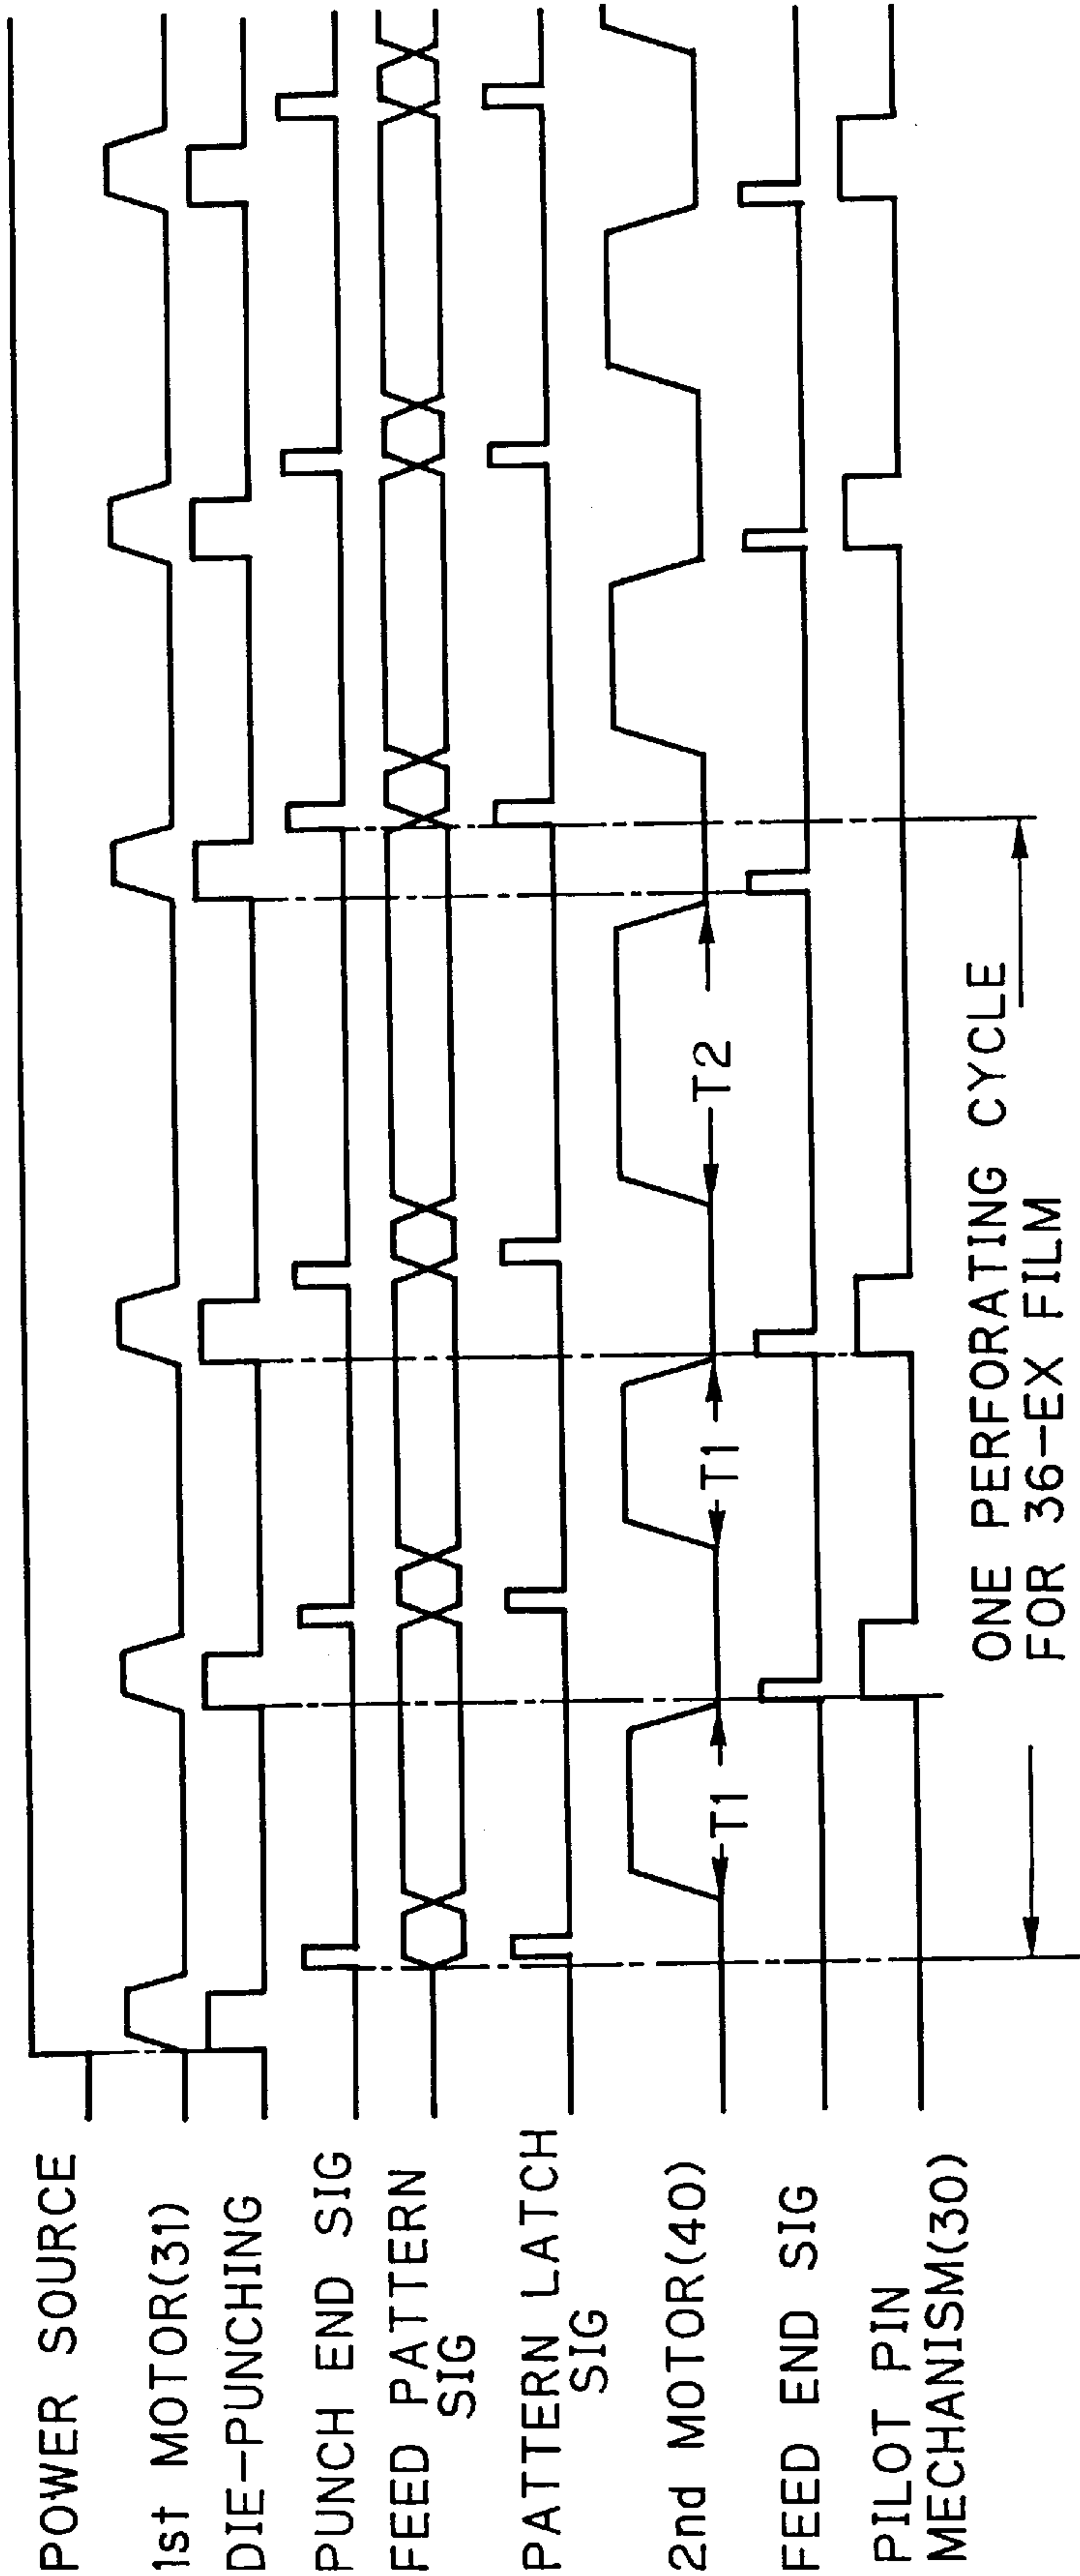 POWER SOURCE
1st MOTOR(31)
DIE-PUNCHING
PUNCH END SIG
FEED PATTERN
SIG
PATTERN LATCH
SIG
2nd MOTOR(40)
T1
T1
T2
FEED END SIG
PILOT PIN
MECHANISM(30)
ONE PERFORATING CYCLE
FOR 36-EX FILM